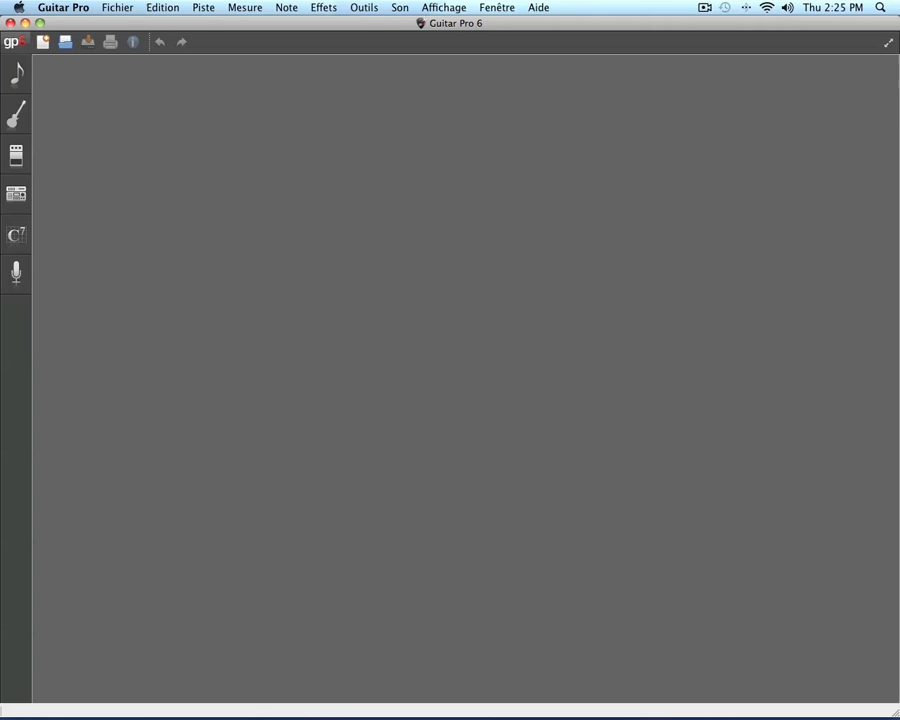 Guitar Pro Fichier Edition Piste Mesure Note Effets Outils Son Affichage Fenêtre Aide Thu 2:25 PM
Guitar Pro 6
gp6
C7